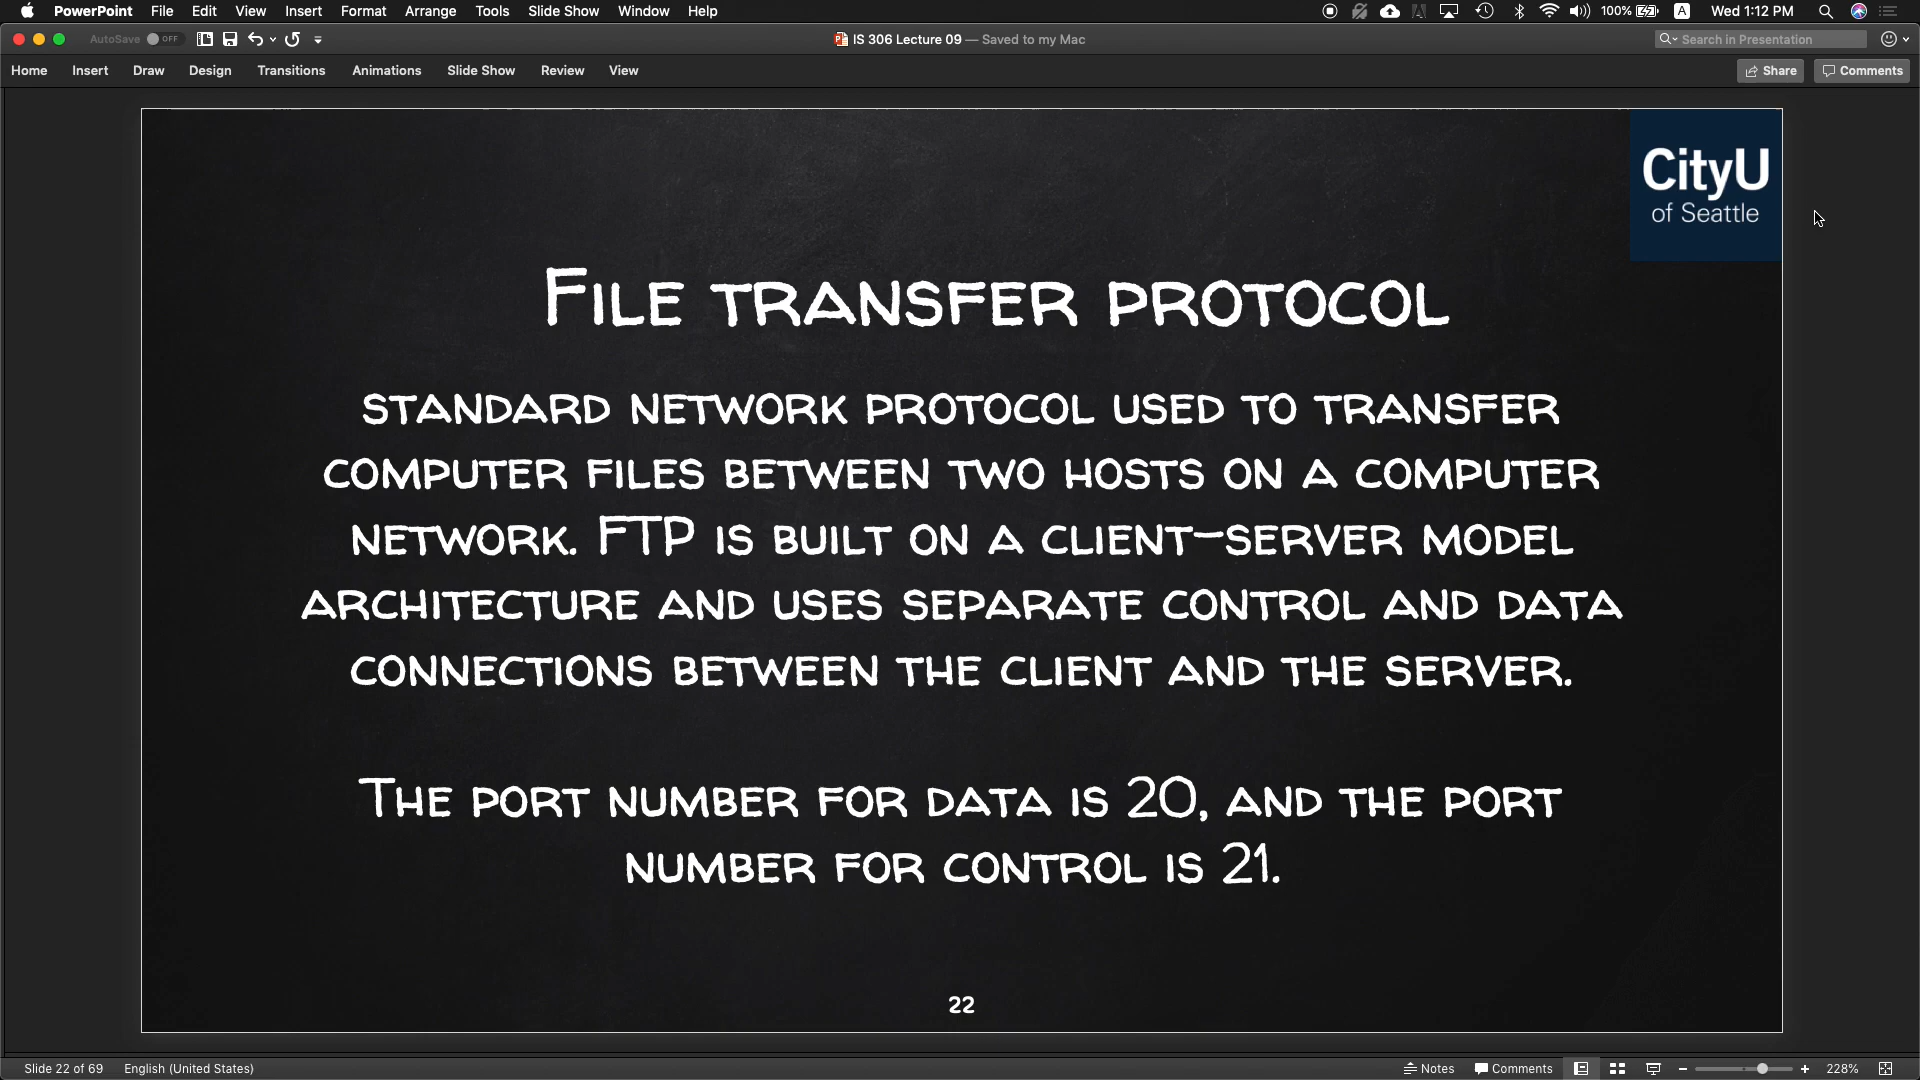 PowerPoint File Edit View Insert Format Arrange Tools Slide Show Window Help 100% A Wed 1:12 PM
AutoSave OFF IS 306 Lecture 09 — Saved to my Mac Search in Presentation
Home Insert Draw Design Transitions Animations Slide Show Review View Share Comments
CityU
of Seattle
File transfer protocol
standard network protocol used to transfer
computer files between two hosts on a computer
network. FTP is built on a client–server model
architecture and uses separate control and data
connections between the client and the server.
The port number for data is 20, and the port
number for control is 21.
22
Slide 22 of 69 English (United States) Notes Comments 228%